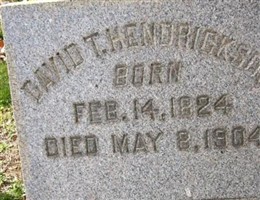 DAVID T. HENDRICKSON
BORN
FEB. 14. 1824
DIED MAY 8. 1904